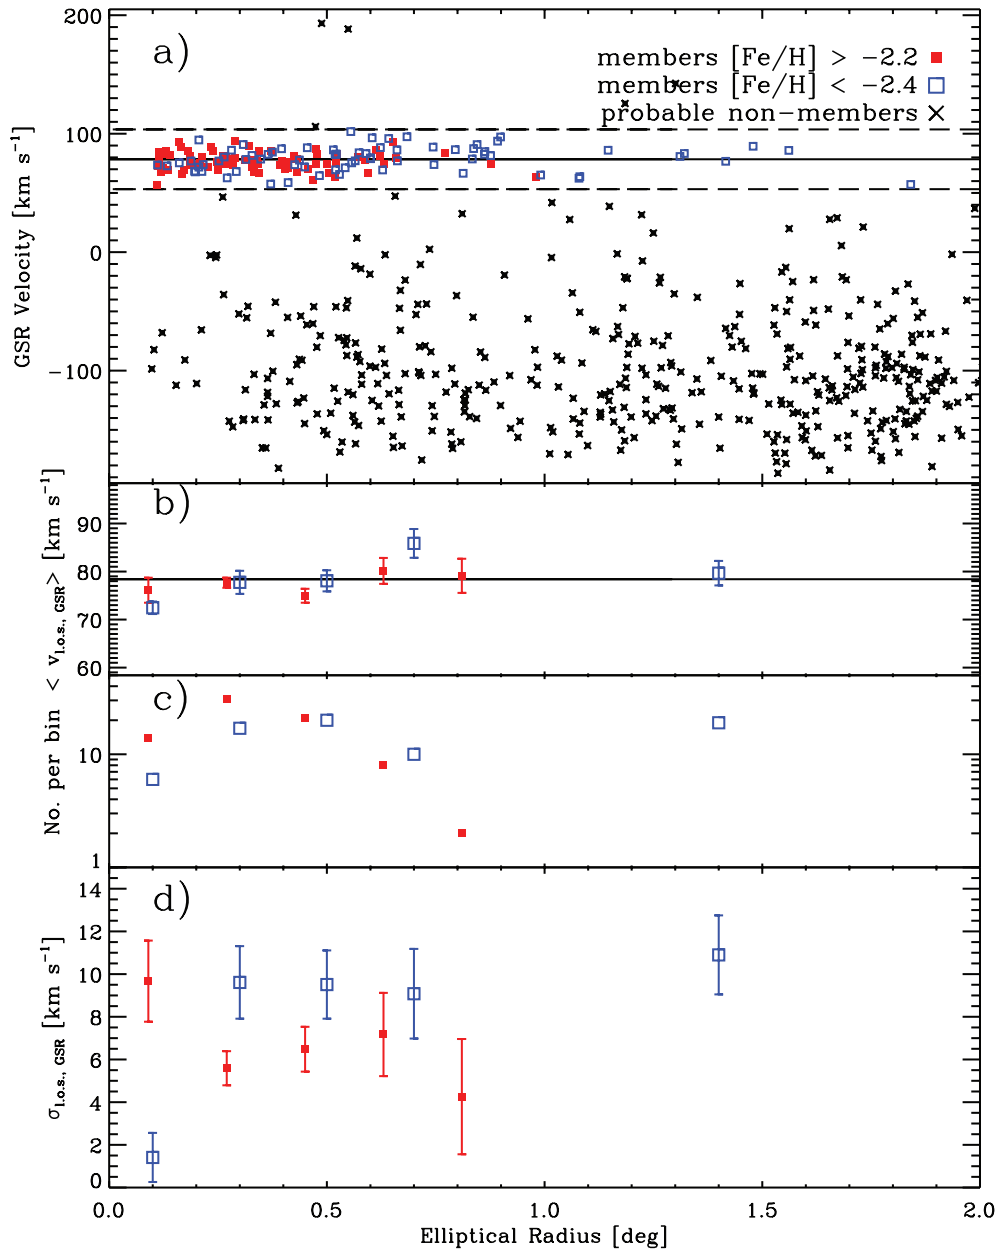 a)
members [Fe/H] > −2.2
members [Fe/H] < −2.4
probable non−members
200
100
0
−100
GSR Velocity [km s⁻¹]
b)
90
80
70
60
< v_l.o.s., GSR > [km s⁻¹]
c)
10
1
No. per bin
d)
14
12
10
8
6
4
2
0
σ_l.o.s., GSR [km s⁻¹]
0.0 0.5 1.0 1.5 2.0
Elliptical Radius [deg]